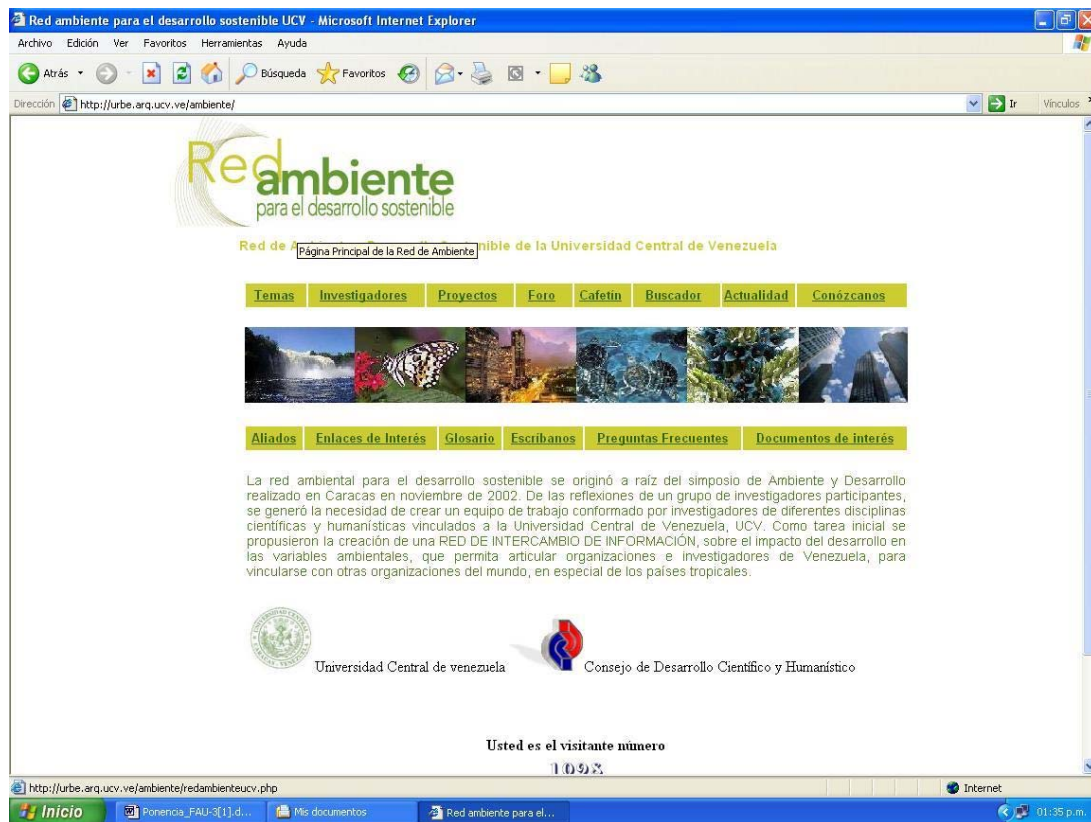 Red ambiente para el desarrollo sostenible UCV - Microsoft Internet Explorer
Archivo Edición Ver Favoritos Herramientas Ayuda
Atrás Búsqueda Favoritos
Dirección http://urbe.arq.ucv.ve/ambiente/ Ir Vínculos
Red ambiente
para el desarrollo sostenible
Red de nible de la Universidad Central de Venezuela
Página Principal de la Red de Ambiente
Temas Investigadores Proyectos Foro Cafetín Buscador Actualidad Conózcanos
Aliados Enlaces de Interés Glosario Escríbanos Preguntas Frecuentes Documentos de interés
La red ambiental para el desarrollo sostenible se originó a raíz del simposio de Ambiente y Desarrollo
realizado en Caracas en noviembre de 2002. De las reflexiones de un grupo de investigadores participantes,
se generó la necesidad de crear un equipo de trabajo conformado por investigadores de diferentes disciplinas
científicas y humanísticas vinculados a la Universidad Central de Venezuela, UCV. Como tarea inicial se
propusieron la creación de una RED DE INTERCAMBIO DE INFORMACIÓN, sobre el impacto del desarrollo en
las variables ambientales, que permita articular organizaciones e investigadores de Venezuela, para
vincularse con otras organizaciones del mundo, en especial de los países tropicales.
Universidad Central de venezuela Consejo de Desarrollo Científico y Humanístico
Usted es el visitante número
1098
http://urbe.arq.ucv.ve/ambiente/redambienteucv.php Internet
Inicio Ponencia_FAU-3[1].d... Mis documentos Red ambiente para el... 01:35 p.m.